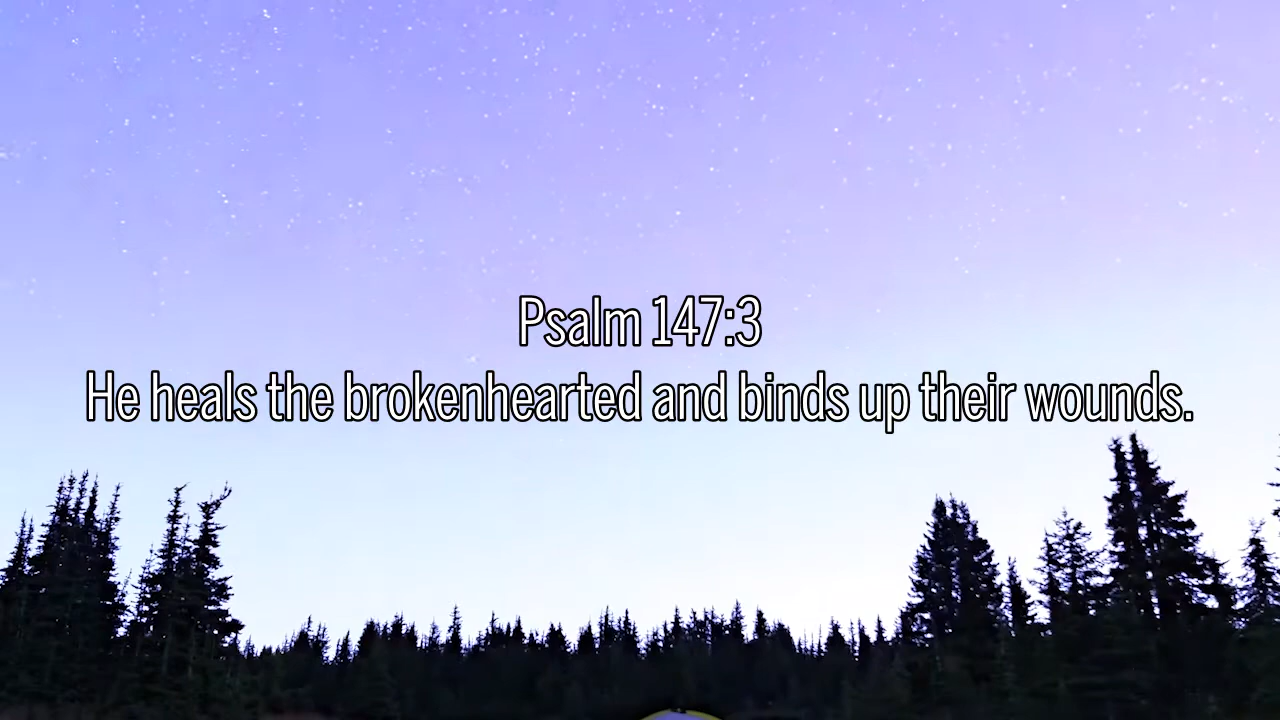 Psalm 147:3
He heals the brokenhearted and binds up their wounds.